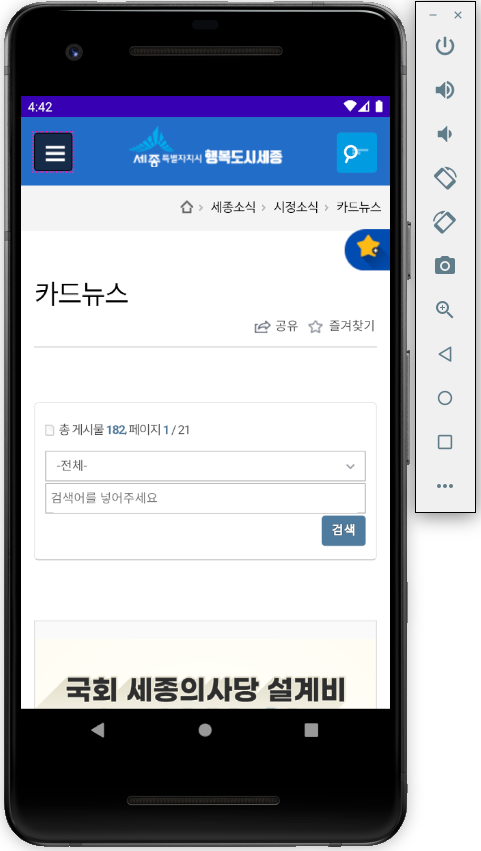 4:42
세종특별자치시 행복도시세종
세종소식 > 시정소식 > 카드뉴스
카드뉴스
공유 즐겨찾기
총 게시물 182, 페이지 1 / 21
-전체-
검색어를 넣어주세요
검색
국회 세종의사당 설계비